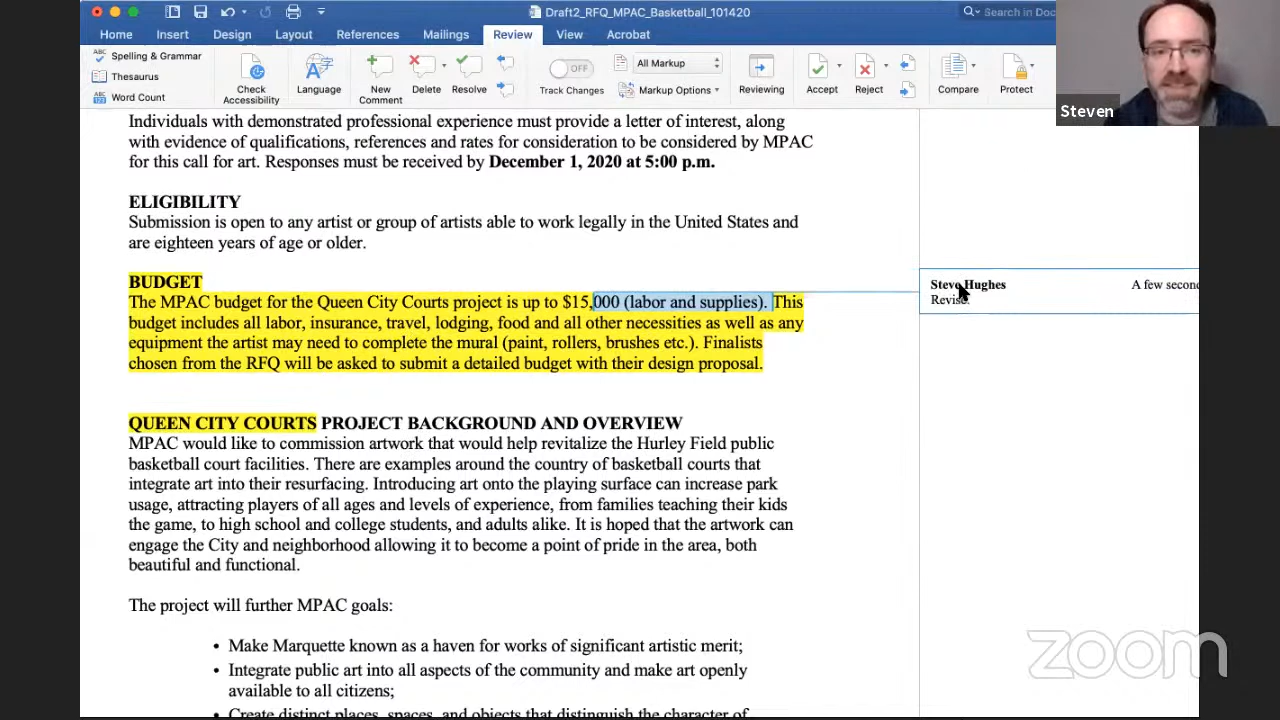 Draft2_RFQ_MPAC_Basketball_101420
Search in Doc
Home Insert Design Layout References Mailings Review View Acrobat
ABC Spelling & Grammar
Thesaurus
ABC 123 Word Count
Check Accessibility
Language
New Comment
Delete
Resolve
OFF
Track Changes
All Markup
Markup Options
Reviewing
Accept
Reject
Compare
Protect
Steven
Individuals with demonstrated professional experience must provide a letter of interest, along
with evidence of qualifications, references and rates for consideration to be considered by MPAC
for this call for art. Responses must be received by December 1, 2020 at 5:00 p.m.
ELIGIBILITY
Submission is open to any artist or group of artists able to work legally in the United States and
are eighteen years of age or older.
BUDGET
The MPAC budget for the Queen City Courts project is up to $15,000 (labor and supplies). This
budget includes all labor, insurance, travel, lodging, food and all other necessities as well as any
equipment the artist may need to complete the mural (paint, rollers, brushes etc.). Finalists
chosen from the RFQ will be asked to submit a detailed budget with their design proposal.
Steve Hughes A few second
Revise.
QUEEN CITY COURTS PROJECT BACKGROUND AND OVERVIEW
MPAC would like to commission artwork that would help revitalize the Hurley Field public
basketball court facilities. There are examples around the country of basketball courts that
integrate art into their resurfacing. Introducing art onto the playing surface can increase park
usage, attracting players of all ages and levels of experience, from families teaching their kids
the game, to high school and college students, and adults alike. It is hoped that the artwork can
engage the City and neighborhood allowing it to become a point of pride in the area, both
beautiful and functional.
The project will further MPAC goals:
• Make Marquette known as a haven for works of significant artistic merit;
• Integrate public art into all aspects of the community and make art openly
available to all citizens;
• Create distinct places, spaces, and objects that distinguish the character of
zoom